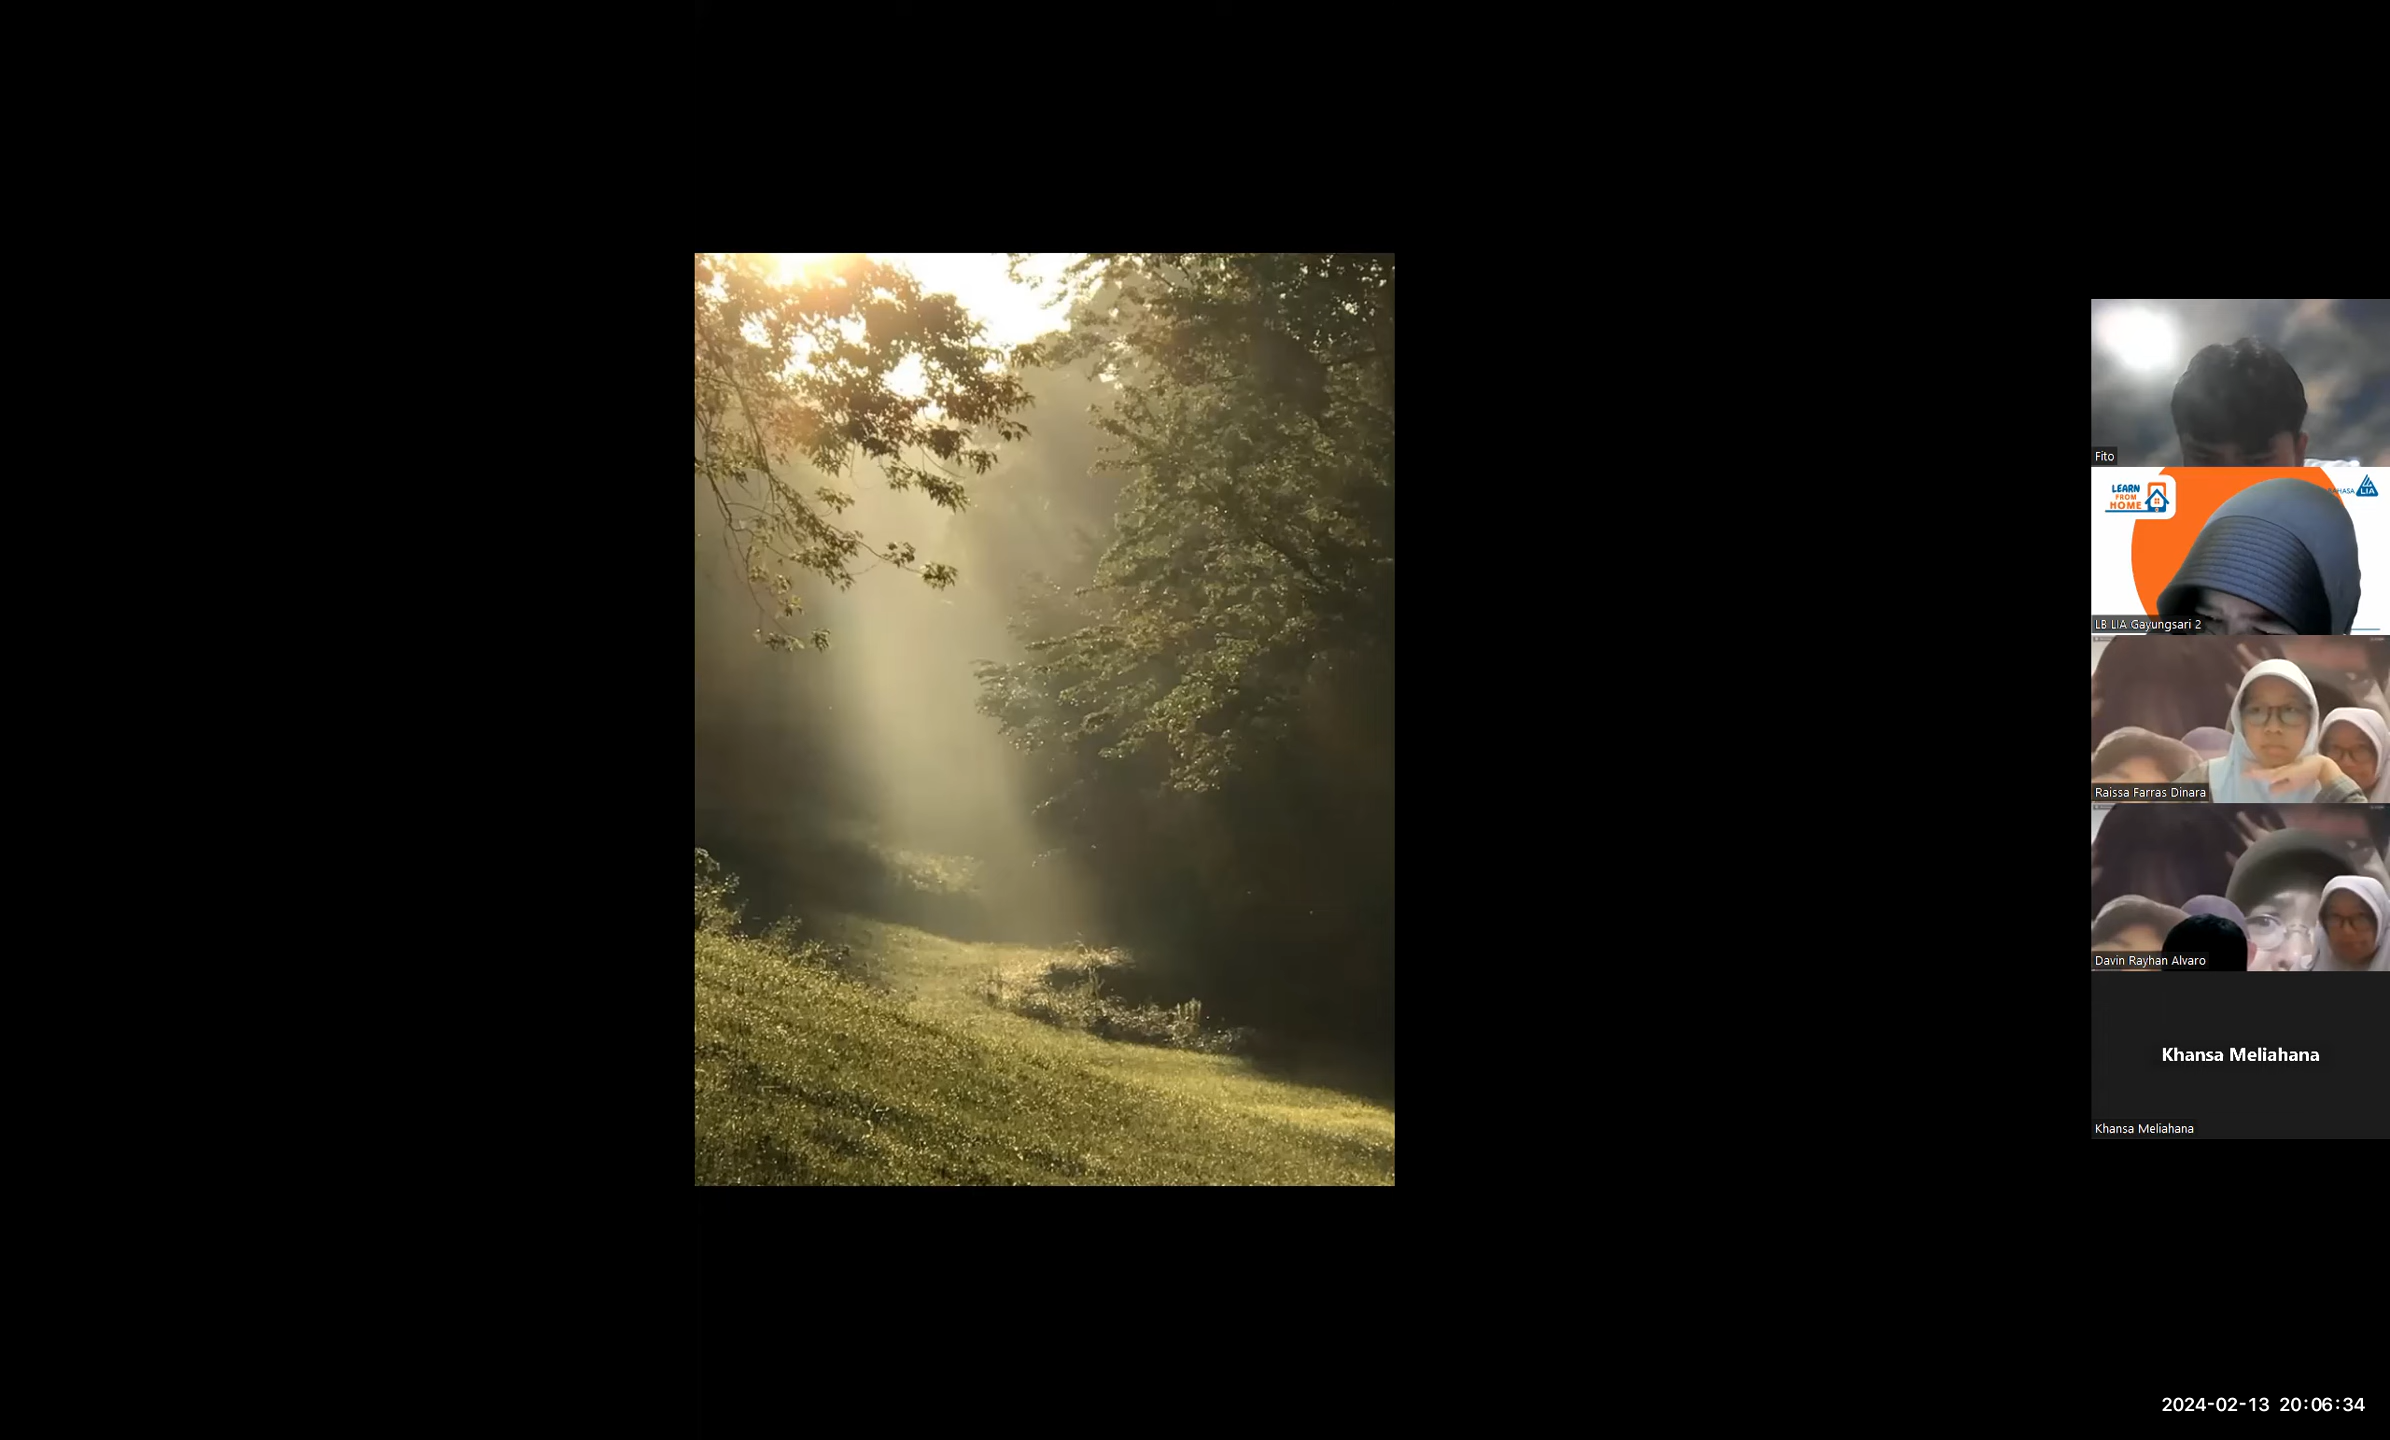 Fito
LEARN
FROM
HOME
LIA
LB LIA Gayungsari 2
Raissa Farras Dinara
Davin Rayhan Alvaro
Khansa Meliahana
Khansa Meliahana
2024-02-13 20:06:34